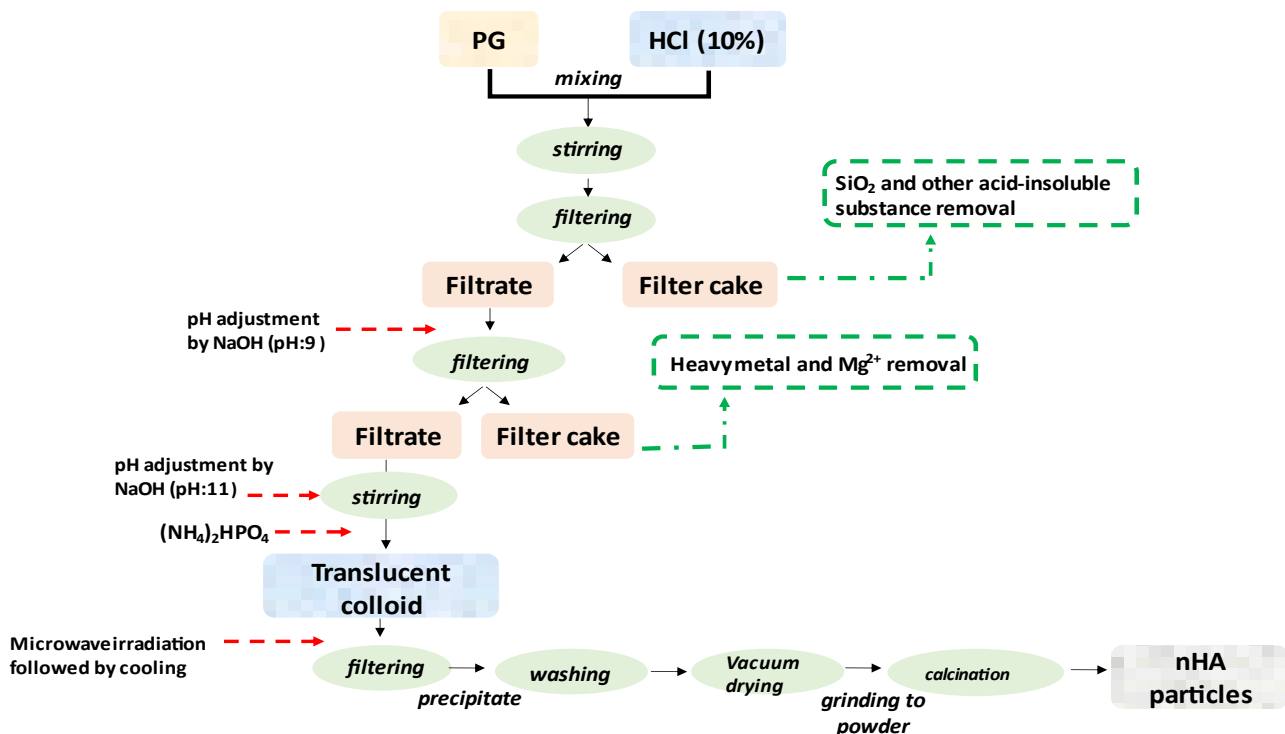 PG
HCl (10%)
mixing
stirring
filtering
SiO₂ and other acid-insoluble
substance removal
Filtrate
Filter cake
pH adjustment
by NaOH (pH:9 )
filtering
Heavy metal and Mg²⁺ removal
Filtrate
Filter cake
pH adjustment by
NaOH (pH:11)
stirring
(NH₄)₂HPO₄
Translucent
colloid
Microwave irradiation
followed by cooling
filtering
precipitate
washing
Vacuum
drying
grinding to
powder
calcination
nHA
particles